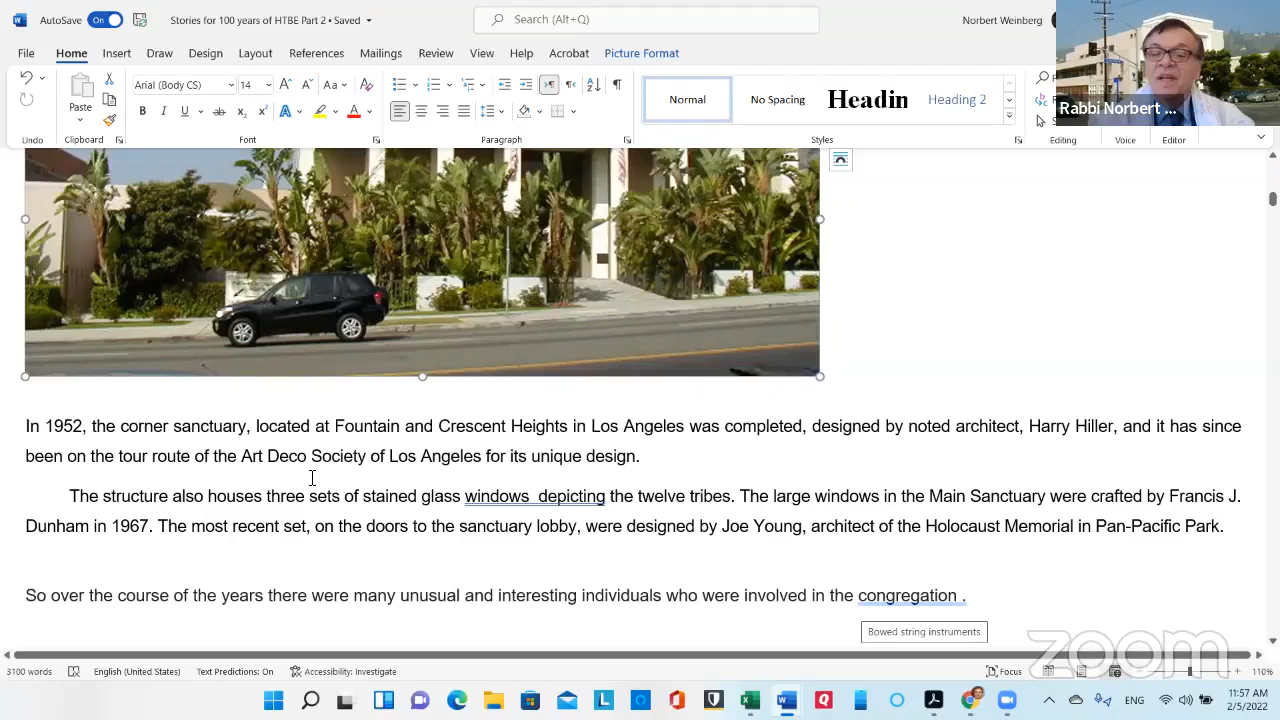 AutoSave On Stories for 100 years of HTBE Part 2 • Saved Search (Alt+Q) Norbert Weinberg
File Home Insert Draw Design Layout References Mailings Review View Help Acrobat Picture Format
Paste Arial (Body CS) 14 Aa Normal No Spacing Headin Heading 2
Rabbi Norbert ...
Undo Clipboard Font Paragraph Styles Editing Voice Editor
In 1952, the corner sanctuary, located at Fountain and Crescent Heights in Los Angeles was completed, designed by noted architect, Harry Hiller, and it has since
been on the tour route of the Art Deco Society of Los Angeles for its unique design.
The structure also houses three sets of stained glass windows  depicting the twelve tribes. The large windows in the Main Sanctuary were crafted by Francis J.
Dunham in 1967. The most recent set, on the doors to the sanctuary lobby, were designed by Joe Young, architect of the Holocaust Memorial in Pan-Pacific Park.
So over the course of the years there were many unusual and interesting individuals who were involved in the congregation .
Bowed string instruments
zoom
3100 words English (United States) Text Predictions: On Accessibility: Investigate Focus 110%
ENG 11:57 AM
2/5/2022